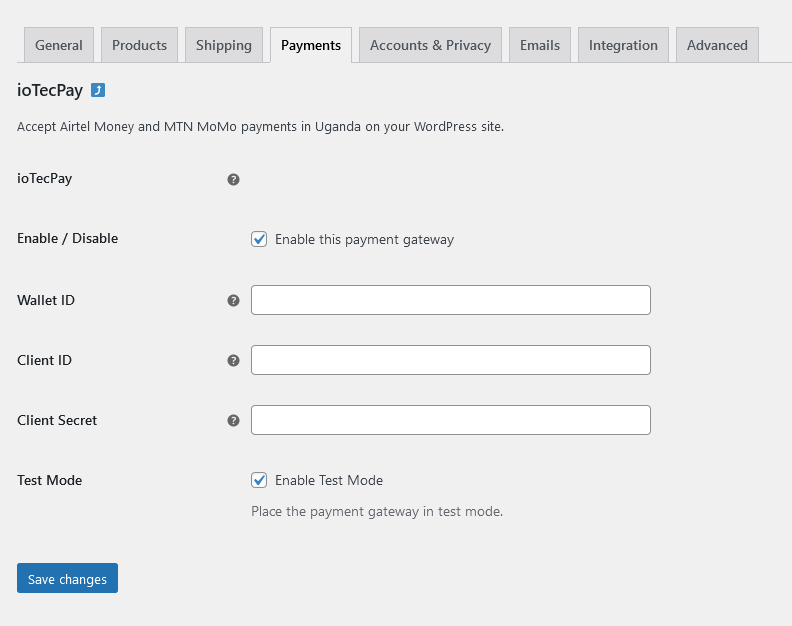 General Products Shipping Payments Accounts & Privacy Emails Integration Advanced
ioTecPay
Accept Airtel Money and MTN MoMo payments in Uganda on your WordPress site.
ioTecPay
Enable / Disable Enable this payment gateway
Wallet ID
Client ID
Client Secret
Test Mode Enable Test Mode
Place the payment gateway in test mode.
Save changes